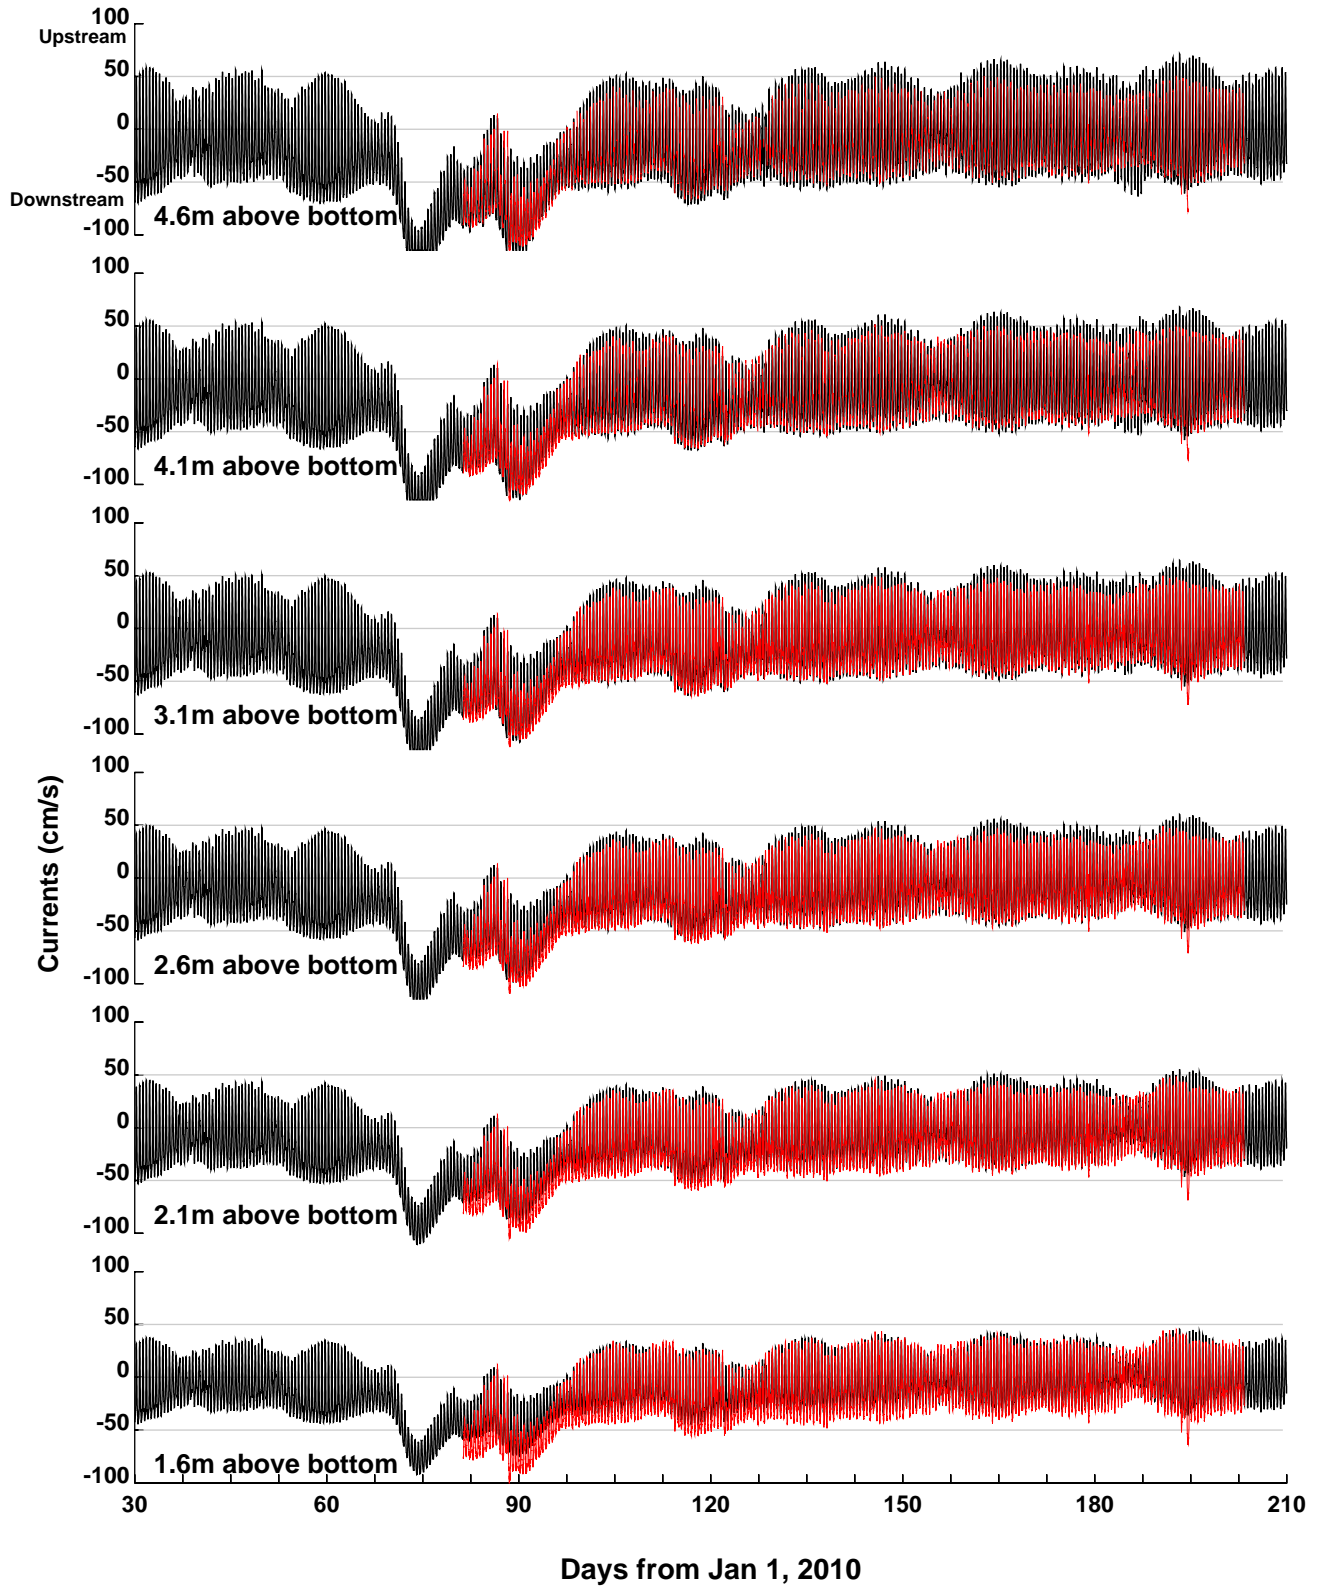 100
Upstream
50
0
-50
Downstream
-100
4.6m above bottom
100
50
0
-50
-100
4.1m above bottom
100
50
0
-50
-100
3.1m above bottom
100
50
0
-50
-100
2.6m above bottom
100
50
0
-50
-100
2.1m above bottom
100
50
0
-50
-100
1.6m above bottom
Currents (cm/s)
30 60 90 120 150 180 210
Days from Jan 1, 2010